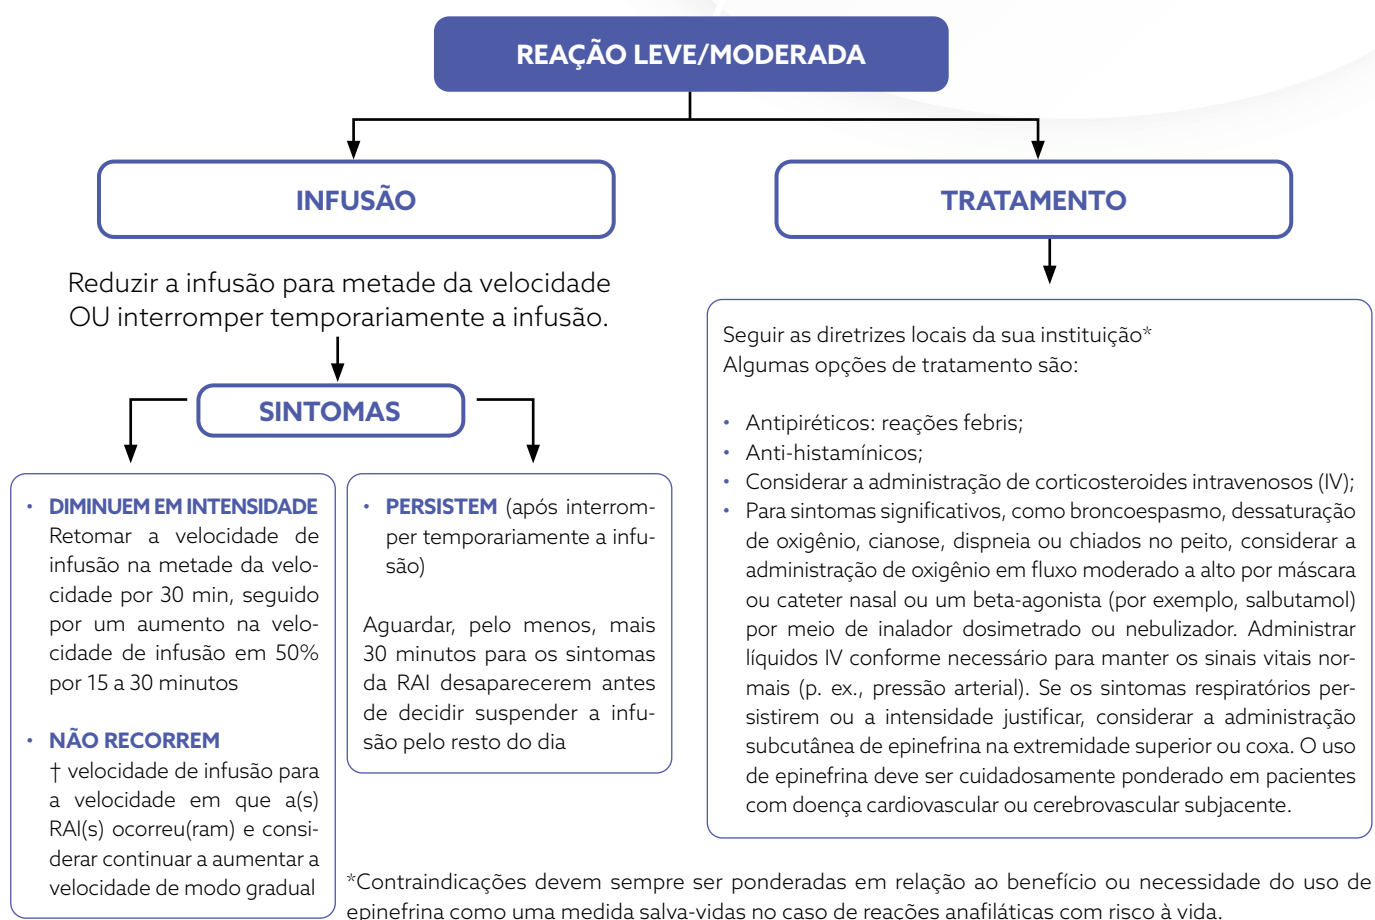 REAÇÃO LEVE/MODERADA
INFUSÃO
Reduzir a infusão para metade da velocidade
OU interromper temporariamente a infusão.
SINTOMAS
• DIMINUEM EM INTENSIDADE
Retomar a velocidade de
infusão na metade da velo-
cidade por 30 min, seguido
por um aumento na velo-
cidade de infusão em 50%
por 15 a 30 minutos
• NÃO RECORREM
† velocidade de infusão para
a velocidade em que a(s)
RAI(s) ocorreu(ram) e consi-
derar continuar a aumentar a
velocidade de modo gradual
• PERSISTEM (após interrom-
per temporariamente a infu-
são)
Aguardar, pelo menos, mais
30 minutos para os sintomas
da RAI desaparecerem antes
de decidir suspender a infu-
são pelo resto do dia
TRATAMENTO
Seguir as diretrizes locais da sua instituição*
Algumas opções de tratamento são:
• Antipiréticos: reações febris;
• Anti-histamínicos;
• Considerar a administração de corticosteroides intravenosos (IV);
• Para sintomas significativos, como broncoespasmo, dessaturação
de oxigênio, cianose, dispneia ou chiados no peito, considerar a
administração de oxigênio em fluxo moderado a alto por máscara
ou cateter nasal ou um beta-agonista (por exemplo, salbutamol)
por meio de inalador dosimetrado ou nebulizador. Administrar
líquidos IV conforme necessário para manter os sinais vitais nor-
mais (p. ex., pressão arterial). Se os sintomas respiratórios per-
sistirem ou a intensidade justificar, considerar a administração
subcutânea de epinefrina na extremidade superior ou coxa. O uso
de epinefrina deve ser cuidadosamente ponderado em pacientes
com doença cardiovascular ou cerebrovascular subjacente.
*Contraindicações devem sempre ser ponderadas em relação ao benefício ou necessidade do uso de
epinefrina como uma medida salva-vidas no caso de reações anafiláticas com risco à vida.